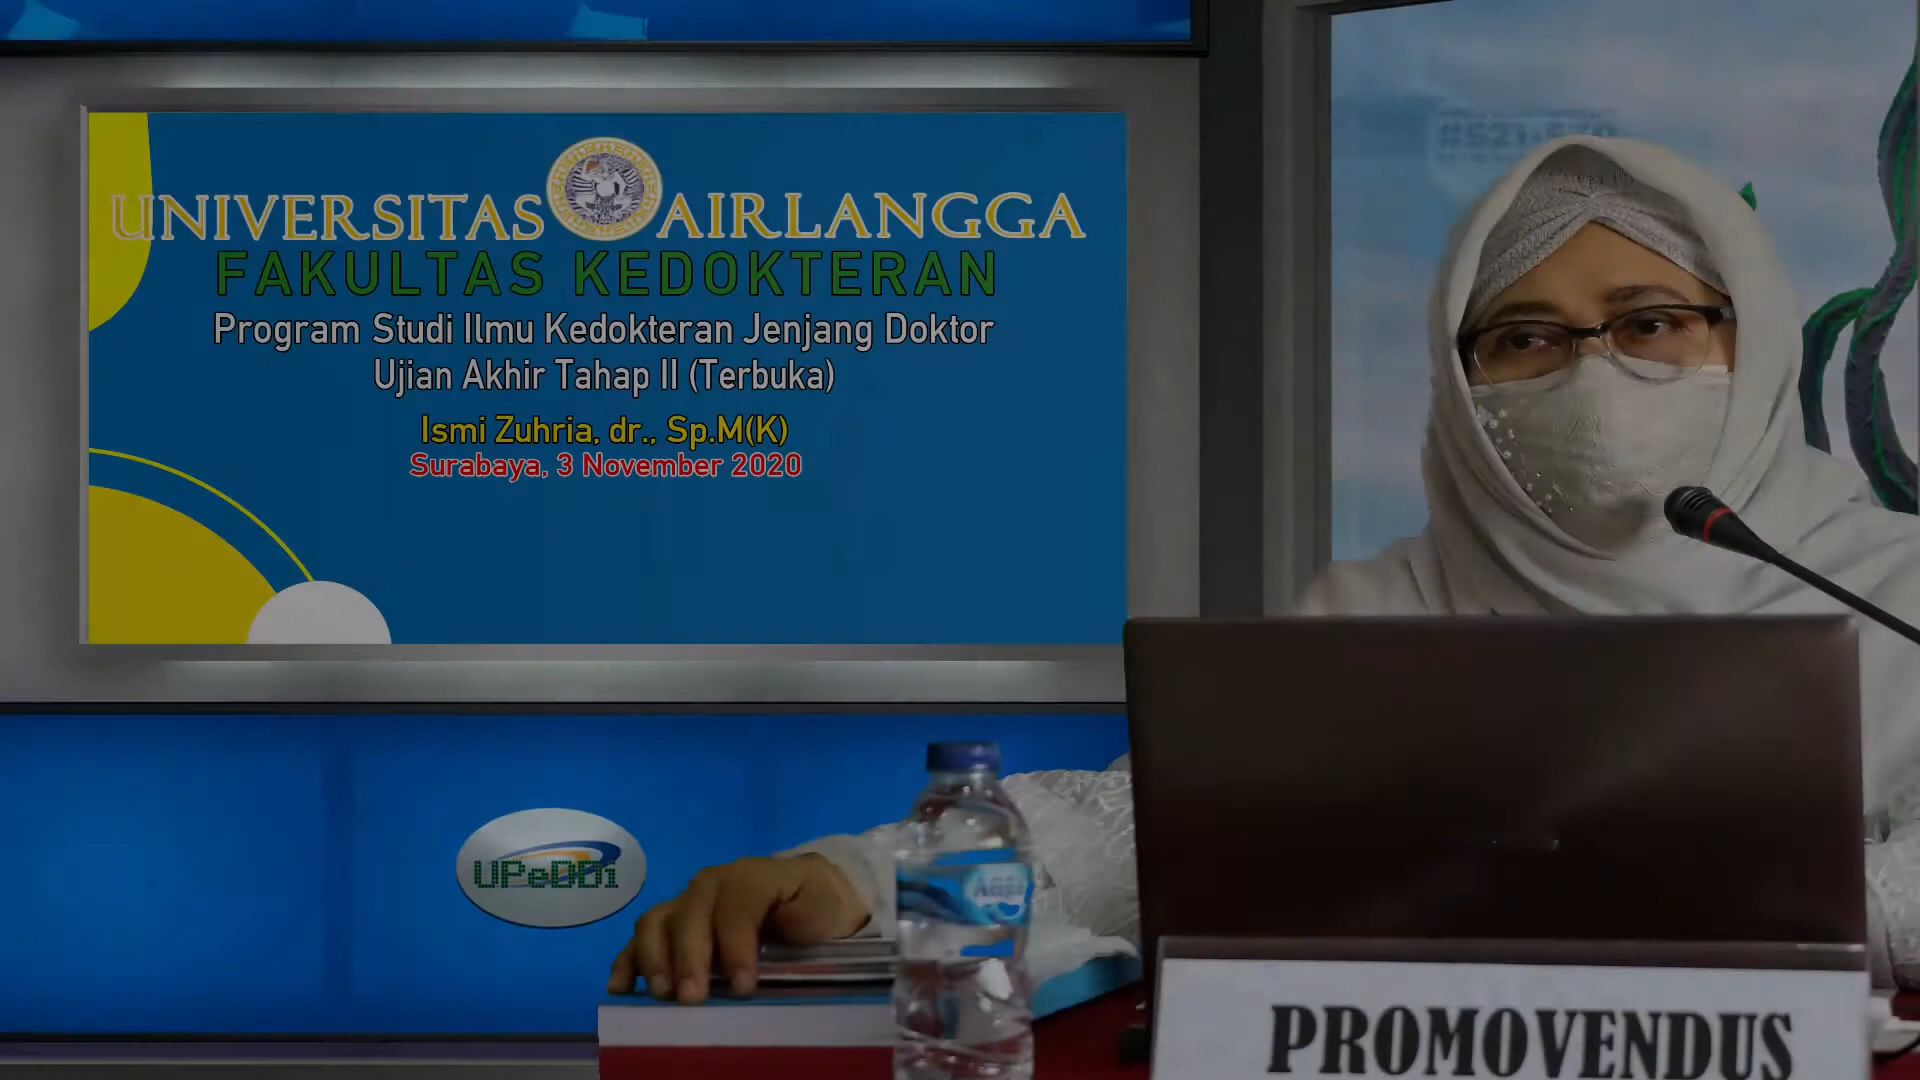 UNIVERSITAS AIRLANGGA
FAKULTAS KEDOKTERAN
Program Studi Ilmu Kedokteran Jenjang Doktor
Ujian Akhir Tahap II (Terbuka)
Ismi Zuhria, dr., Sp.M(K)
Surabaya, 3 November 2020
UPeDDi
PROMOVENDUS